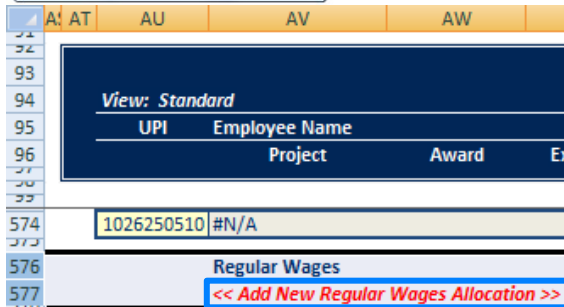 AT AU AV AW
92
93
94 View: Standard
95 UPI Employee Name
96 Project Award
99
574 1026250510 #N/A
576 Regular Wages
577 << Add New Regular Wages Allocation >>